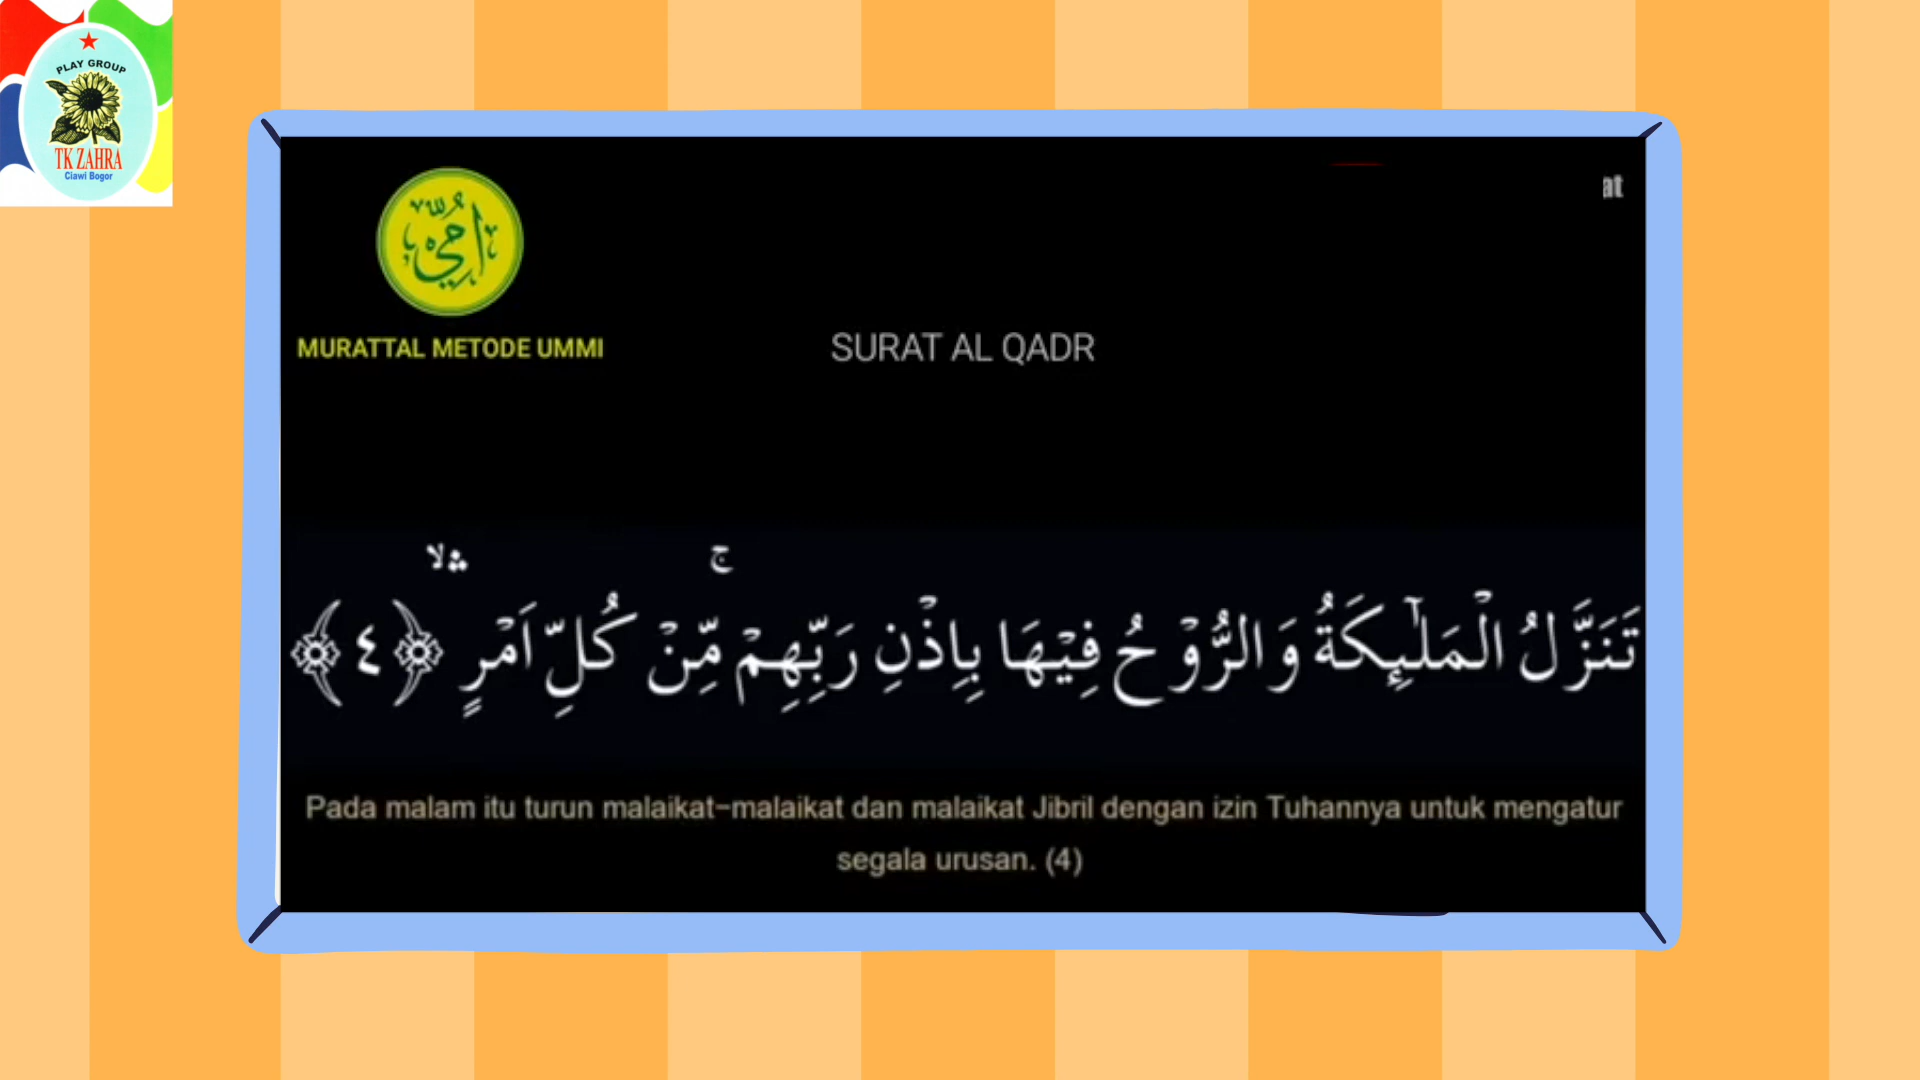 PLAY GROUP
TK ZAHRA
Ciawi Bogor
at
اُمِّيْ
MURATTAL METODE UMMI
SURAT AL QADR
تَنَزَّلُ الْمَلٰٓىِٕكَةُ وَالرُّوْحُ فِيْهَا بِاِذْنِ رَبِّهِمْۚ مِّنْ كُلِّ اَمْرٍۛۙ ﴿٤﴾
Pada malam itu turun malaikat-malaikat dan malaikat Jibril dengan izin Tuhannya untuk mengatur
segala urusan. (4)